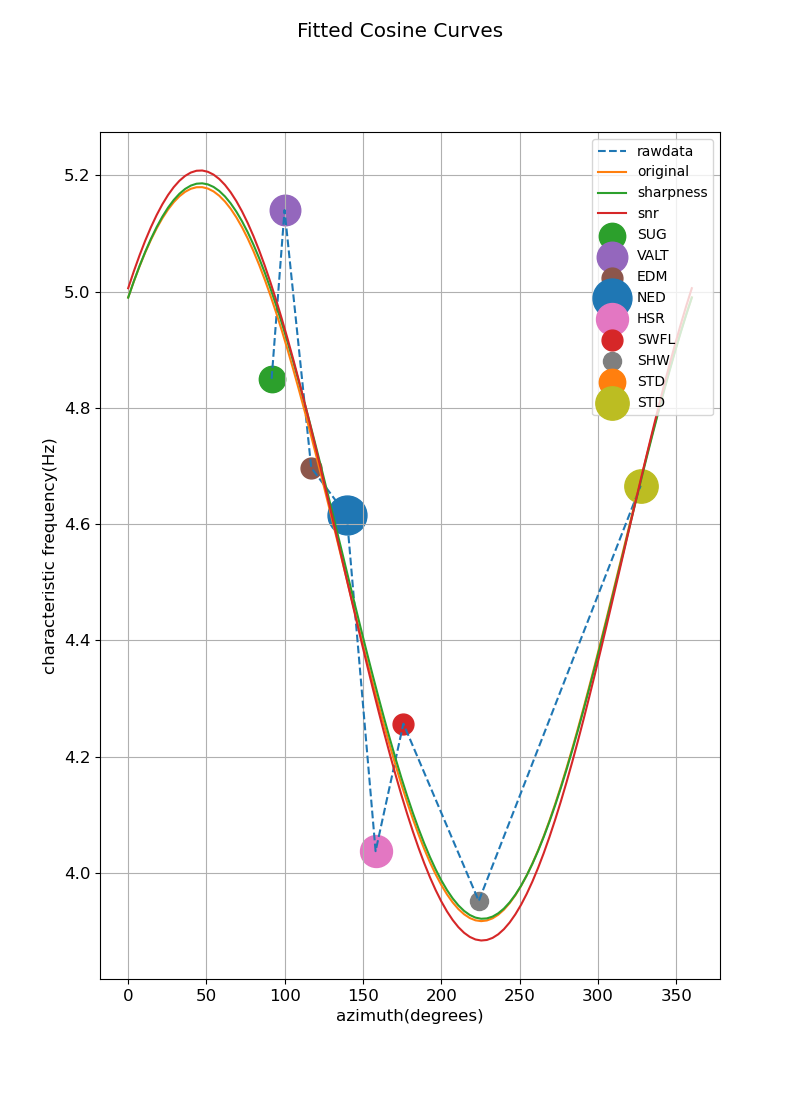 Fitted Cosine Curves
rawdata
original
sharpness
snr
SUG
VALT
EDM
NED
HSR
SWFL
SHW
STD
STD
5.2
5.0
4.8
4.6
4.4
4.2
4.0
characteristic frequency(Hz)
0 50 100 150 200 250 300 350
azimuth(degrees)